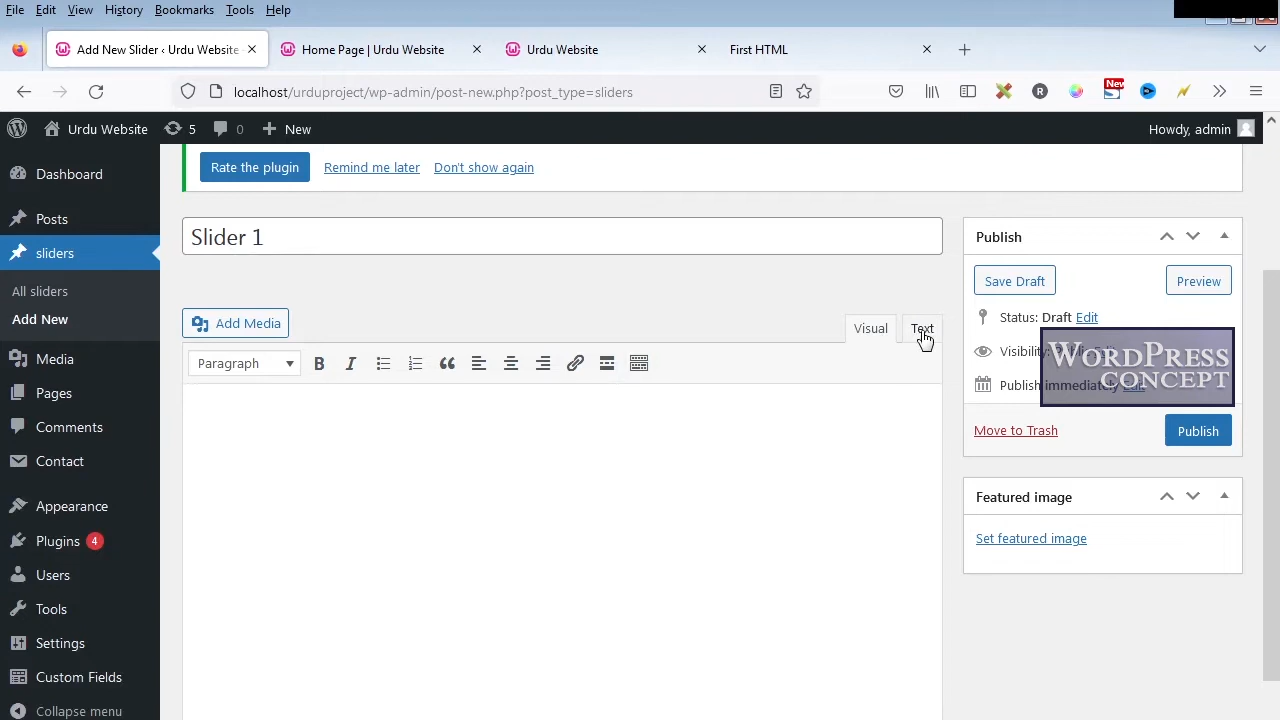 File Edit View History Bookmarks Tools Help
Add New Slider ‹ Urdu Website
Home Page | Urdu Website
Urdu Website
First HTML
localhost/urduproject/wp-admin/post-new.php?post_type=sliders
New
Urdu Website 5 0 New
Howdy, admin
Dashboard
Posts
sliders
All sliders
Add New
Media
Pages
Comments
Contact
Appearance
Plugins 4
Users
Tools
Settings
Custom Fields
Collapse menu
Rate the plugin Remind me later Don't show again
Slider 1
Add Media
Visual Text
Paragraph
Publish
Save Draft Preview
Status: Draft Edit
Visibility:
Publish immediately Edit
WORDPRESS
CONCEPT
Move to Trash Publish
Featured image
Set featured image